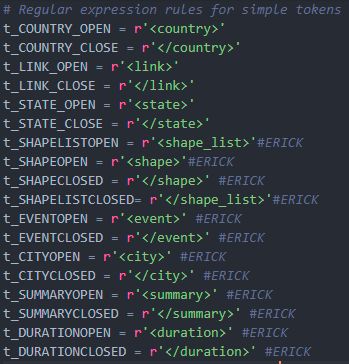 # Regular expression rules for simple tokens
t_COUNTRY_OPEN = r'<country>'
t_COUNTRY_CLOSE = r'</country>'
t_LINK_OPEN = r'<link>'
t_LINK_CLOSE = r'</link>'
t_STATE_OPEN = r'<state>'
t_STATE_CLOSE = r'</state>'
t_SHAPELISTOPEN = r'<shape_list>'#ERICK
t_SHAPEOPEN = r'<shape>'#ERICK
t_SHAPECLOSED = r'</shape>' #ERICK
t_SHAPELISTCLOSED= r'</shape_list>'#ERICK
t_EVENTOPEN = r'<event>' #ERICK
t_EVENTCLOSED = r'</event>' #ERICK
t_CITYOPEN = r'<city>' #ERICK
t_CITYCLOSED = r'</city>' #ERICK
t_SUMMARYOPEN = r'<summary>' #ERICK
t_SUMMARYCLOSED = r'</summary>' #ERICK
t_DURATIONOPEN = r'<duration>' #ERICK
t_DURATIONCLOSED = r'</duration>' #ERICK